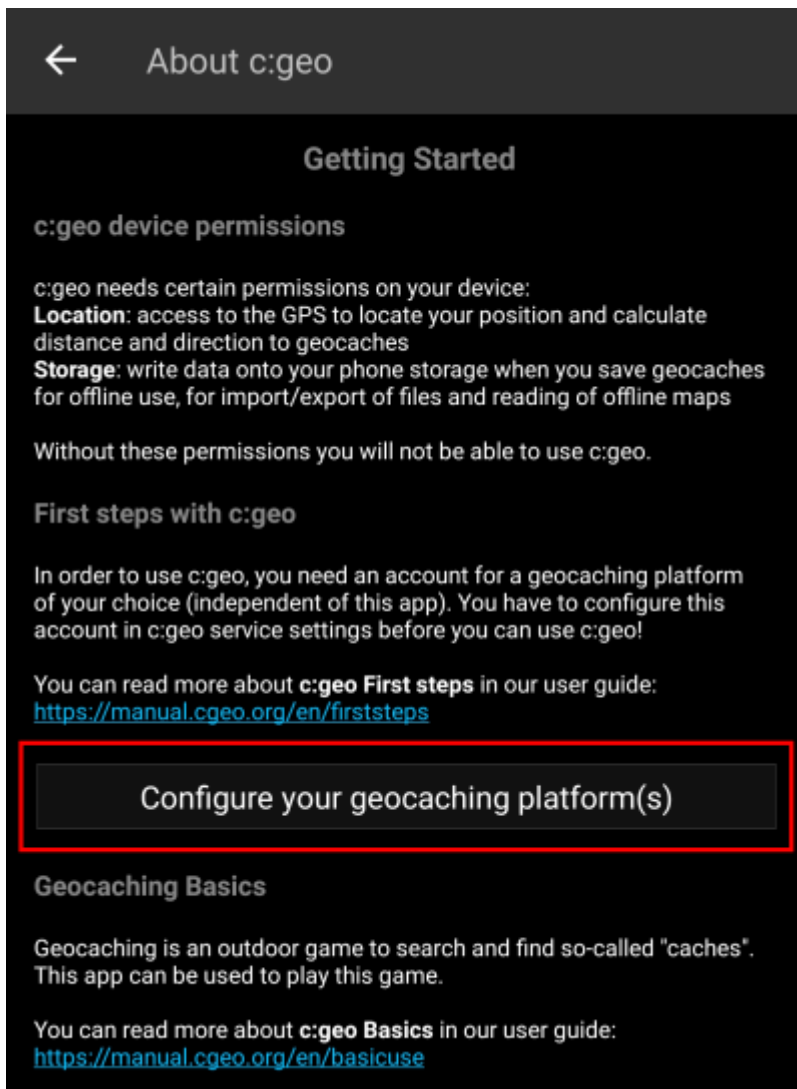 About c:geo
Getting Started
c:geo device permissions
c:geo needs certain permissions on your device:
Location: access to the GPS to locate your position and calculate
distance and direction to geocaches
Storage: write data onto your phone storage when you save geocaches
for offline use, for import/export of files and reading of offline maps
Without these permissions you will not be able to use c:geo.
First steps with c:geo
In order to use c:geo, you need an account for a geocaching platform
of your choice (independent of this app). You have to configure this
account in c:geo service settings before you can use c:geo!
You can read more about c:geo First steps in our user guide:
https://manual.cgeo.org/en/firststeps
Configure your geocaching platform(s)
Geocaching Basics
Geocaching is an outdoor game to search and find so-called "caches".
This app can be used to play this game.
You can read more about c:geo Basics in our user guide:
https://manual.cgeo.org/en/basicuse